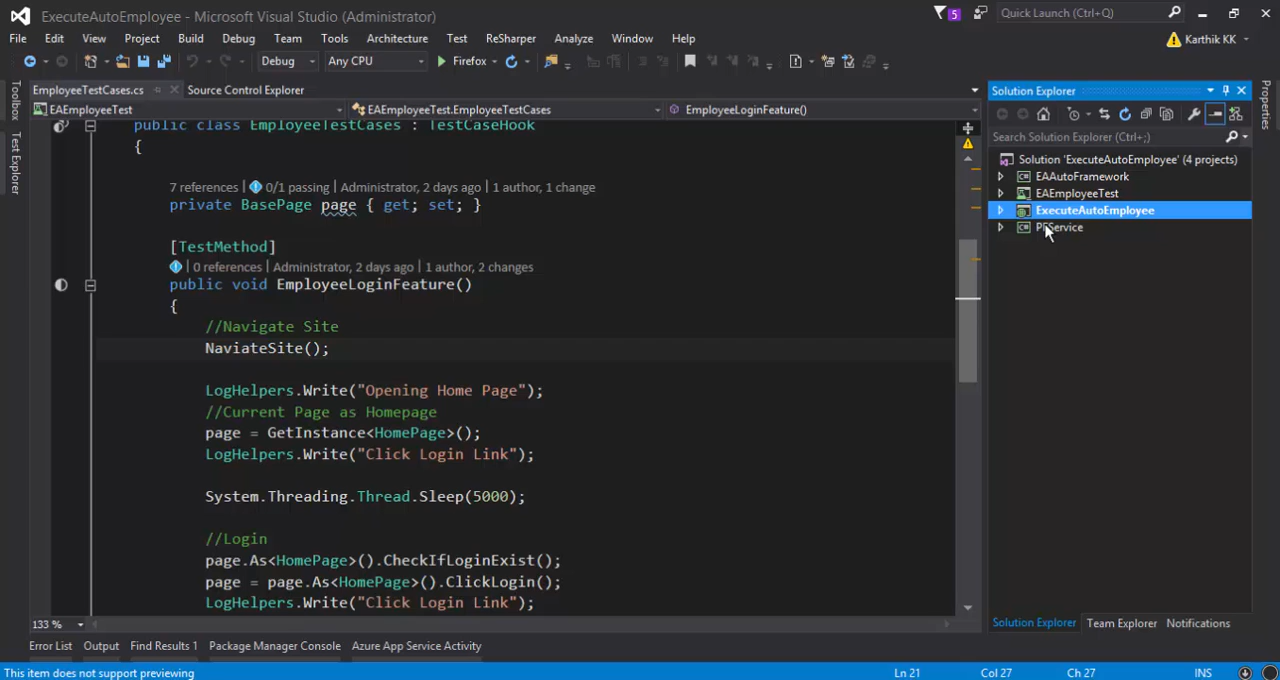 ExecuteAutoEmployee - Microsoft Visual Studio (Administrator)
5
Quick Launch (Ctrl+Q)
File Edit View Project Build Debug Team Tools Architecture Test ReSharper Analyze Window Help
Karthik KK
Debug Any CPU Firefox
Toolbox
Test Explorer
EmployeeTestCases.cs Source Control Explorer
EAEmployeeTest EAEmployeeTest.EmployeeTestCases EmployeeLoginFeature()
public class EmployeeTestCases : TestCaseHook
{
7 references | 0/1 passing | Administrator, 2 days ago | 1 author, 1 change
private BasePage page { get; set; }
[TestMethod]
0 references | Administrator, 2 days ago | 1 author, 2 changes
public void EmployeeLoginFeature()
{
//Navigate Site
NaviateSite();
LogHelpers.Write("Opening Home Page");
//Current Page as Homepage
page = GetInstance<HomePage>();
LogHelpers.Write("Click Login Link");
System.Threading.Thread.Sleep(5000);
//Login
page.As<HomePage>().CheckIfLoginExist();
page = page.As<HomePage>().ClickLogin();
LogHelpers.Write("Click Login Link");
133 %
Solution Explorer
Search Solution Explorer (Ctrl+;)
Solution 'ExecuteAutoEmployee' (4 projects)
EAAutoFramework
EAEmployeeTest
ExecuteAutoEmployee
Service
Solution Explorer Team Explorer Notifications
Properties
Error List Output Find Results 1 Package Manager Console Azure App Service Activity
This item does not support previewing Ln 21 Col 27 Ch 27 INS